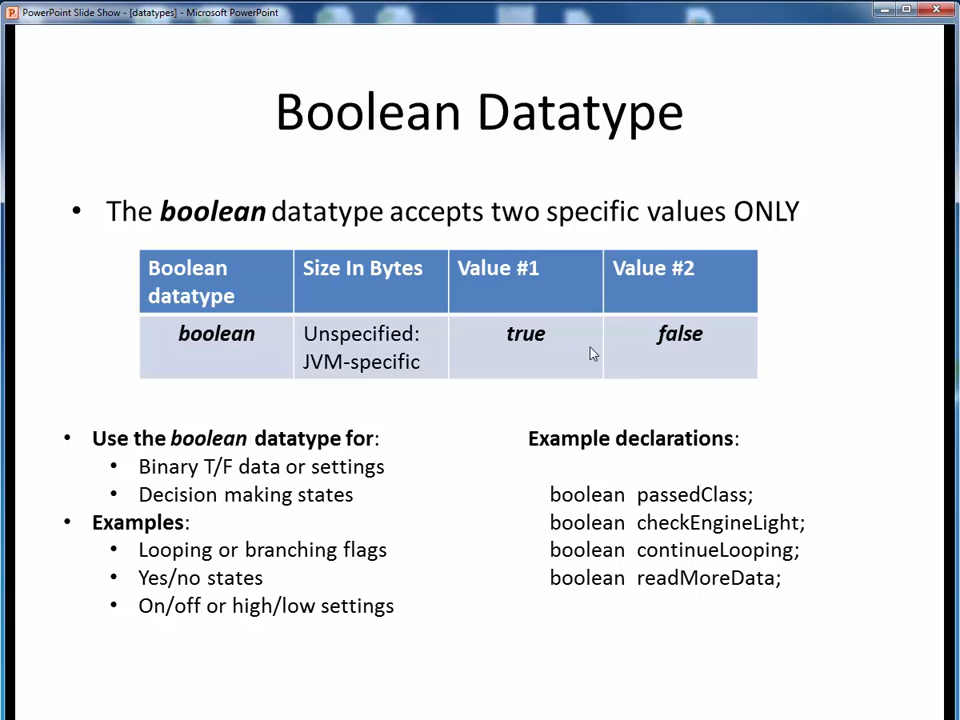 PowerPoint Slide Show - [datatypes] - Microsoft PowerPoint
Boolean Datatype
• The boolean datatype accepts two specific values ONLY
Boolean datatype Size In Bytes Value #1 Value #2
boolean Unspecified: JVM-specific true false
• Use the boolean datatype for:
• Binary T/F data or settings
• Decision making states
• Examples:
• Looping or branching flags
• Yes/no states
• On/off or high/low settings
Example declarations:
boolean passedClass;
boolean checkEngineLight;
boolean continueLooping;
boolean readMoreData;